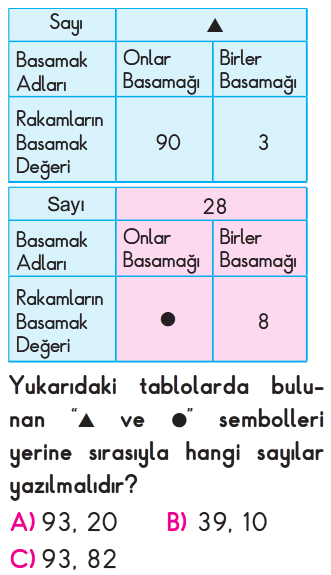 Sayı ▲
Basamak Adları Onlar Basamağı Birler Basamağı
Rakamların Basamak Değeri 90 3
Sayı 28
Basamak Adları Onlar Basamağı Birler Basamağı
Rakamların Basamak Değeri ● 8
Yukarıdaki tablolarda bulu-
nan “▲ ve ●” sembolleri
yerine sırasıyla hangi sayılar
yazılmalıdır?
A) 93, 20 B) 39, 10
C) 93, 82